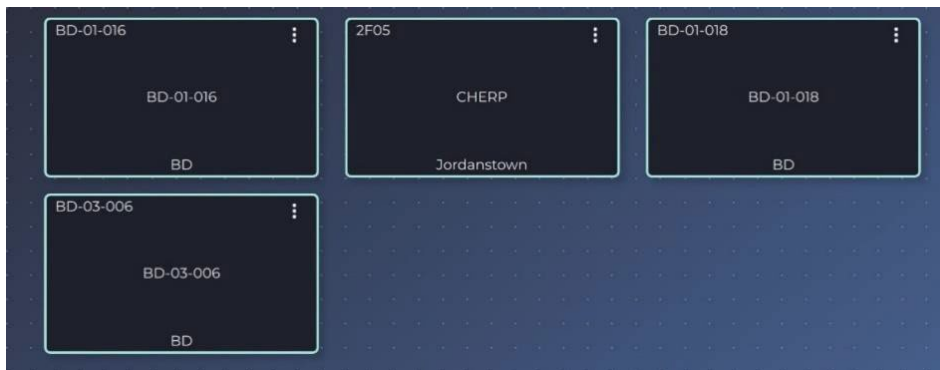 BD-01-016
BD-01-016
BD
2F05
CHERP
Jordanstown
BD-01-018
BD-01-018
BD
BD-03-006
BD-03-006
BD